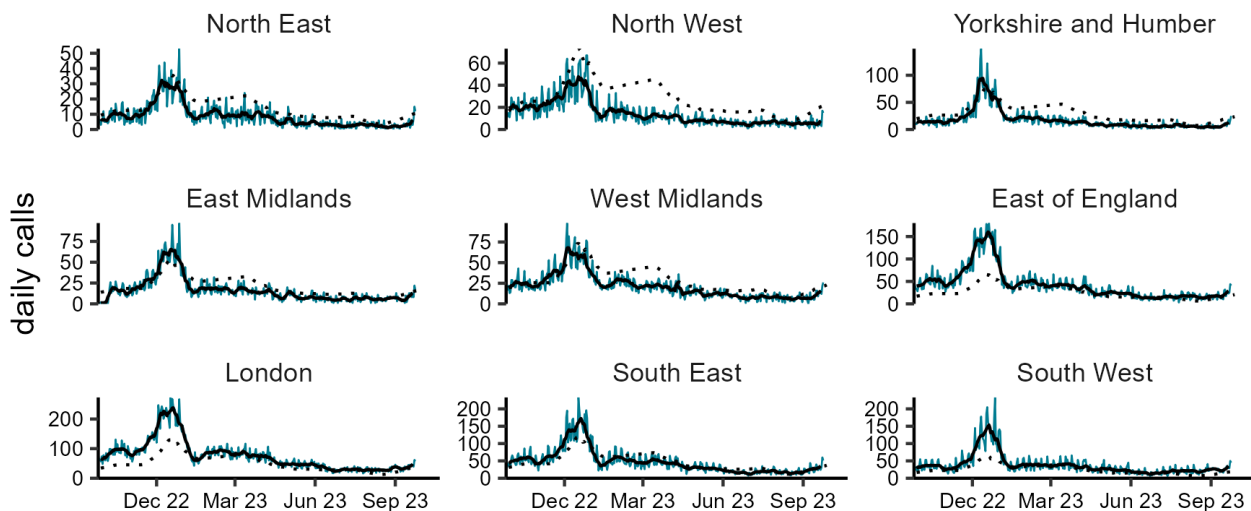 North East
North West
Yorkshire and Humber
50
40
30
20
10
0
60
40
20
0
100
50
0
daily calls
East Midlands
West Midlands
East of England
75
50
25
0
75
50
25
0
150
100
50
0
London
South East
South West
200
100
0
200
150
100
50
0
200
150
100
50
0
Dec 22 Mar 23 Jun 23 Sep 23
Dec 22 Mar 23 Jun 23 Sep 23
Dec 22 Mar 23 Jun 23 Sep 23